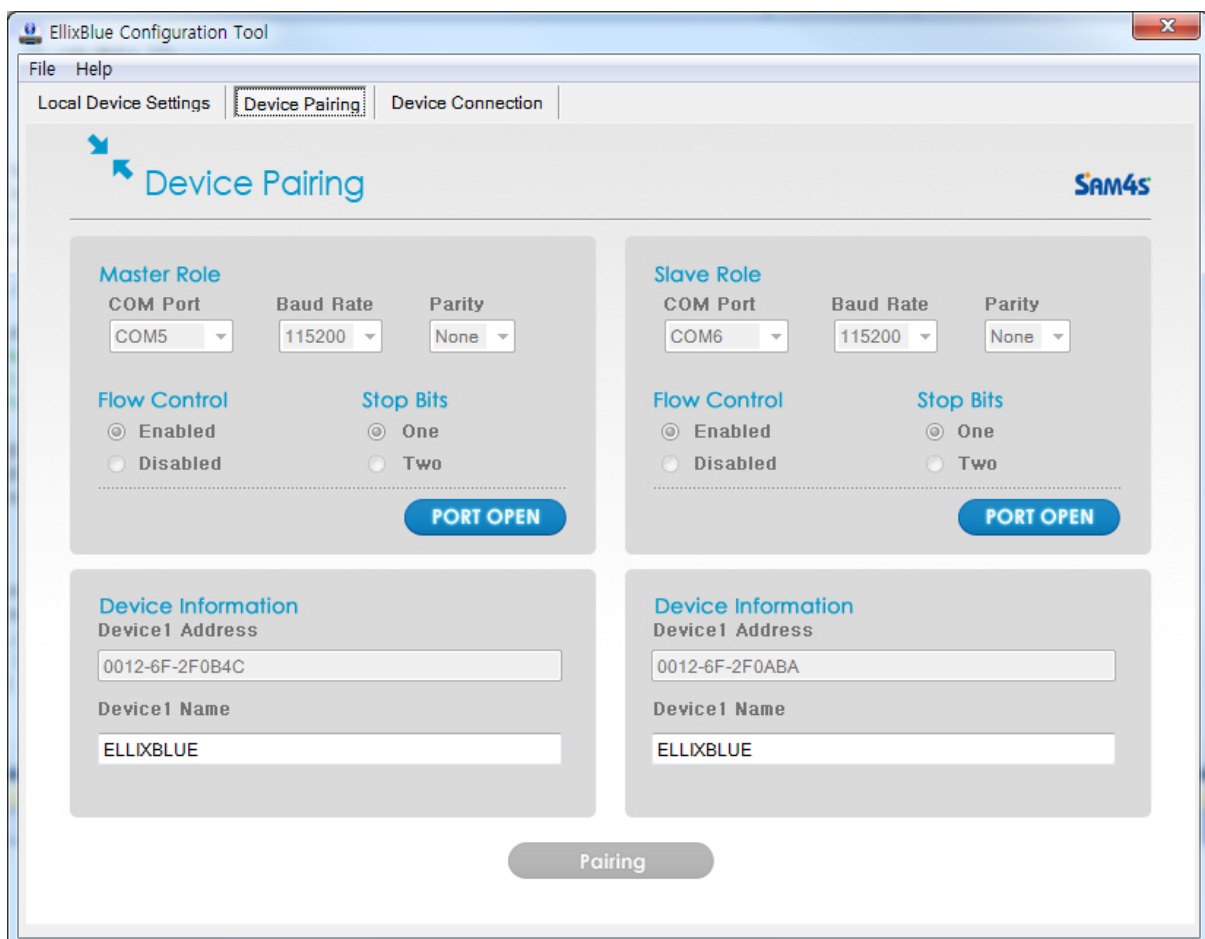 EllixBlue Configuration Tool
File Help
Local Device Settings Device Pairing Device Connection
Device Pairing
SAM4S
Master Role
COM Port Baud Rate Parity
COM5 115200 None
Flow Control Stop Bits
Enabled One
Disabled Two
PORT OPEN
Slave Role
COM Port Baud Rate Parity
COM6 115200 None
Flow Control Stop Bits
Enabled One
Disabled Two
PORT OPEN
Device Information
Device1 Address
0012-6F-2F0B4C
Device1 Name
ELLIXBLUE
Device Information
Device1 Address
0012-6F-2F0ABA
Device1 Name
ELLIXBLUE
Pairing